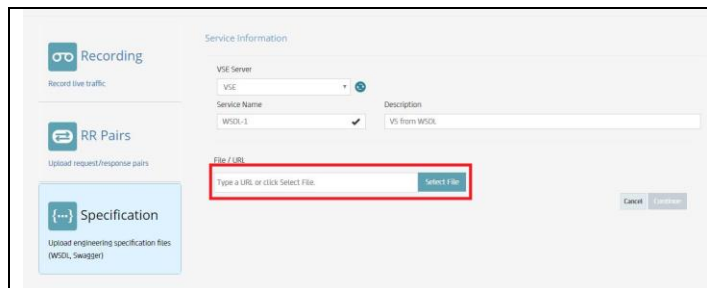 Service Information
Recording
Record live traffic
VSE Server
VSE
Service Name
Description
WSDL-1
VS from WSDL
RR Pairs
Upload request/response pairs
File / URL
Type a URL or click Select File.
Select File
{...} Specification
Upload engineering specification files
(WSDL, Swagger)
Cancel
Continue